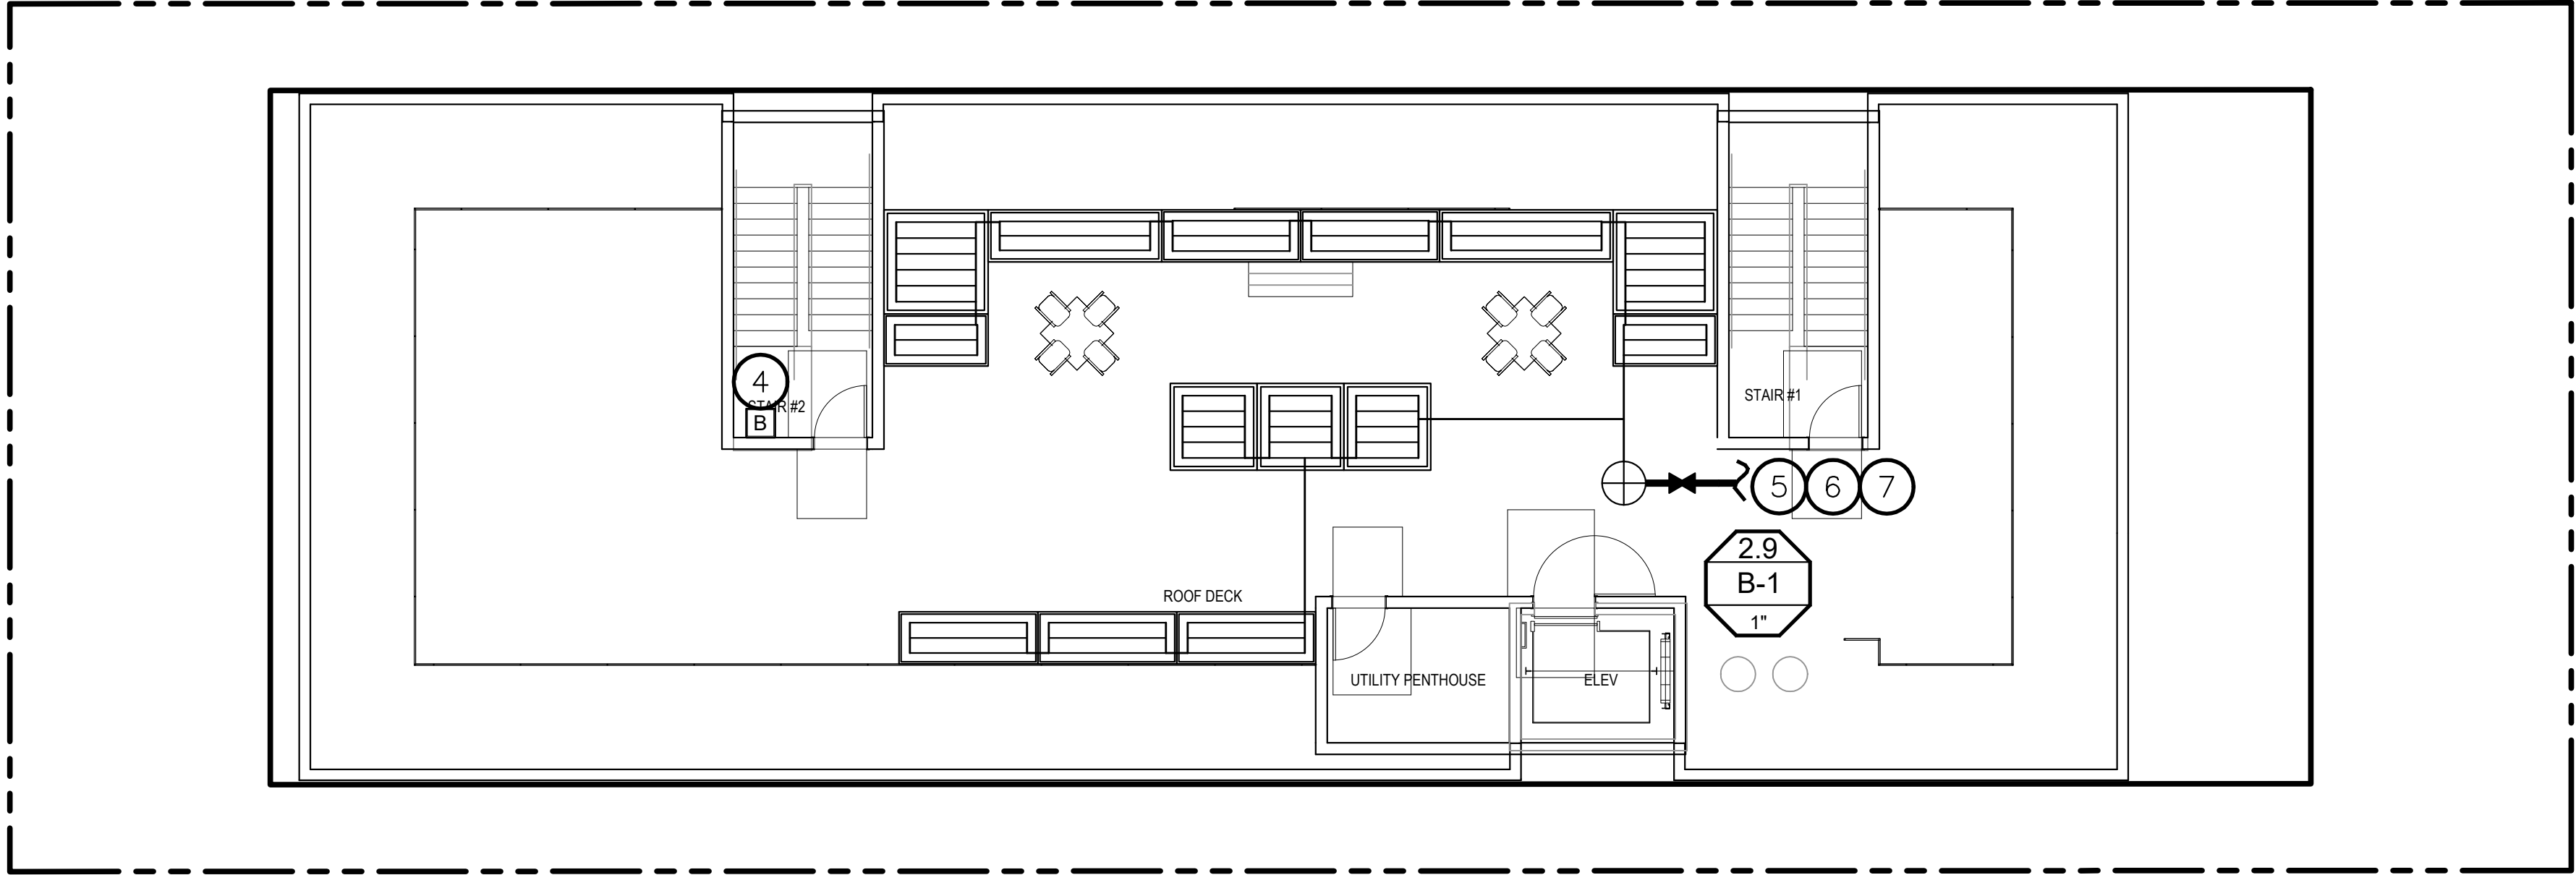 4
STAIR #2
B
STAIR #1
5 6 7
2.9
B-1
1"
ROOF DECK
UTILITY PENTHOUSE
ELEV